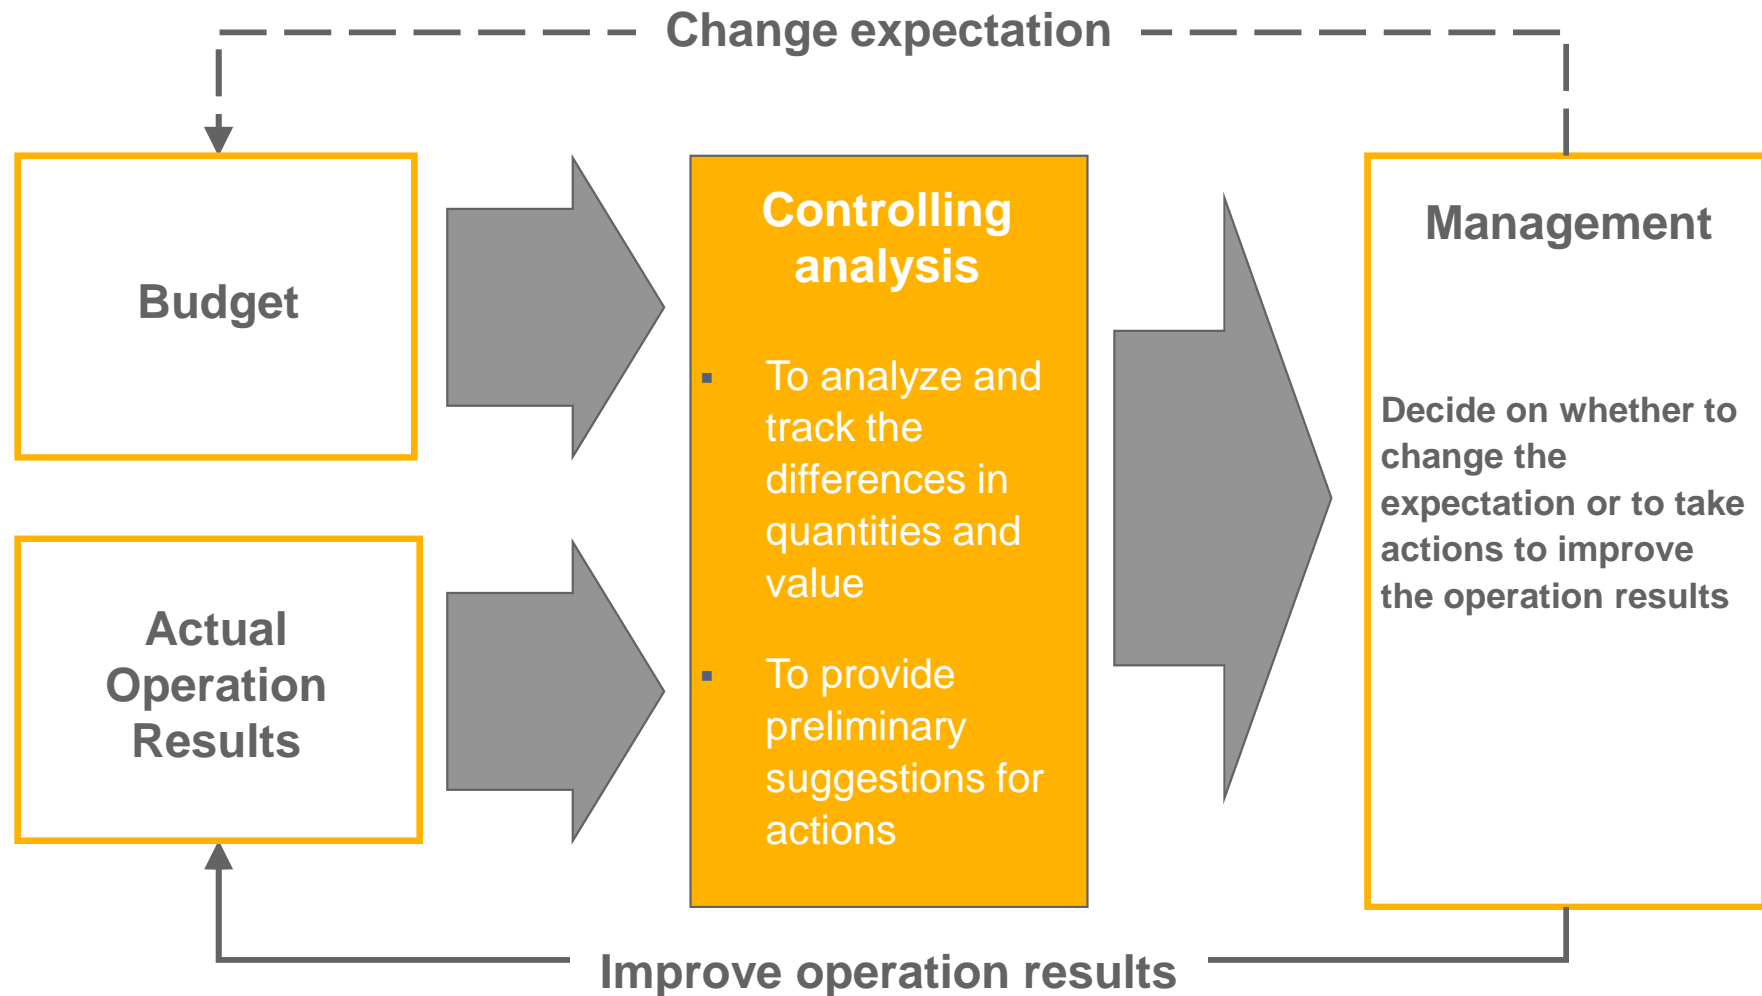 Change expectation
Budget
Controlling
analysis
▪ To analyze and
track the
differences in
quantities and
value
▪ To provide
preliminary
suggestions for
actions
Management
Decide on whether to
change the
expectation or to take
actions to improve
the operation results
Actual
Operation
Results
Improve operation results